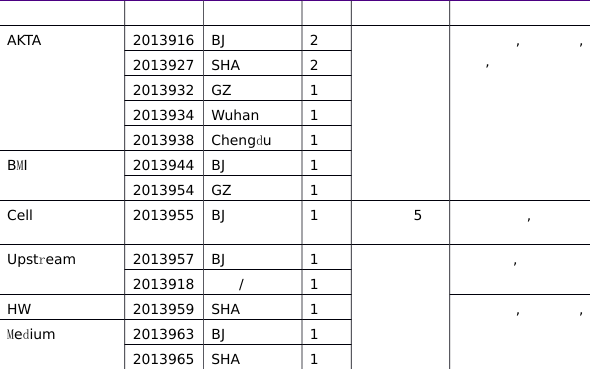 AKTA 2013916 BJ 2 , ,
2013927 SHA 2 ,
2013932 GZ 1
2013934 Wuhan 1
2013938 Chengdu 1
BMI 2013944 BJ 1
2013954 GZ 1
Cell 2013955 BJ 1 5 ,
Upstream 2013957 BJ 1 ,
2013918 / 1
HW 2013959 SHA 1 , ,
Medium 2013963 BJ 1
2013965 SHA 1